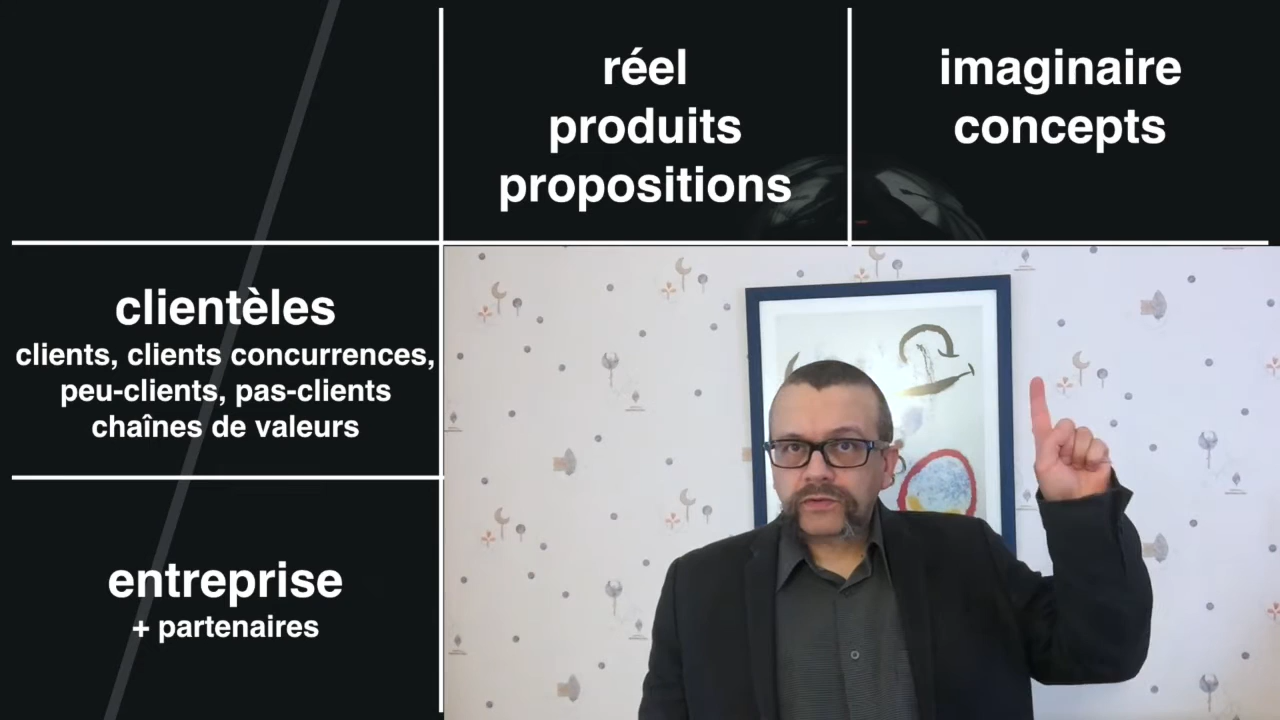 réel
produits
propositions
imaginaire
concepts
clientèles
clients, clients concurrences,
peu-clients, pas-clients
chaînes de valeurs
entreprise
+ partenaires